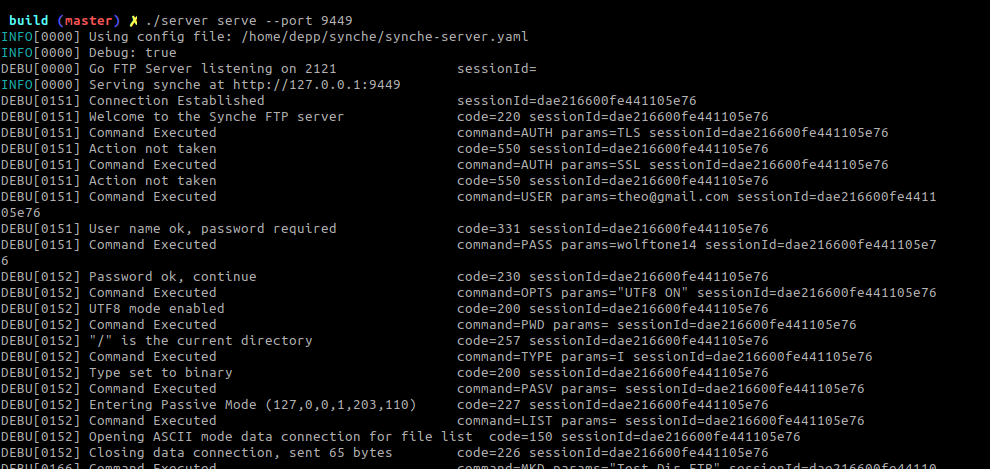 build (master) ✗ ./server serve --port 9449
INFO[0000] Using config file: /home/depp/synche/synche-server.yaml
INFO[0000] Debug: true
DEBU[0000] Go FTP Server listening on 2121 sessionId=
INFO[0000] Serving synche at http://127.0.0.1:9449
DEBU[0151] Connection Established sessionId=dae216600fe441105e76
DEBU[0151] Welcome to the Synche FTP server code=220 sessionId=dae216600fe441105e76
DEBU[0151] Command Executed command=AUTH params=TLS sessionId=dae216600fe441105e76
DEBU[0151] Action not taken code=550 sessionId=dae216600fe441105e76
DEBU[0151] Command Executed command=AUTH params=SSL sessionId=dae216600fe441105e76
DEBU[0151] Action not taken code=550 sessionId=dae216600fe441105e76
DEBU[0151] Command Executed command=USER params=theo@gmail.com sessionId=dae216600fe4411
05e76
DEBU[0151] User name ok, password required code=331 sessionId=dae216600fe441105e76
DEBU[0151] Command Executed command=PASS params=wolftone14 sessionId=dae216600fe441105e7
6
DEBU[0152] Password ok, continue code=230 sessionId=dae216600fe441105e76
DEBU[0152] Command Executed command=OPTS params="UTF8 ON" sessionId=dae216600fe441105e76
DEBU[0152] UTF8 mode enabled code=200 sessionId=dae216600fe441105e76
DEBU[0152] Command Executed command=PWD params= sessionId=dae216600fe441105e76
DEBU[0152] "/" is the current directory code=257 sessionId=dae216600fe441105e76
DEBU[0152] Command Executed command=TYPE params=I sessionId=dae216600fe441105e76
DEBU[0152] Type set to binary code=200 sessionId=dae216600fe441105e76
DEBU[0152] Command Executed command=PASV params= sessionId=dae216600fe441105e76
DEBU[0152] Entering Passive Mode (127,0,0,1,203,110) code=227 sessionId=dae216600fe441105e76
DEBU[0152] Command Executed command=LIST params= sessionId=dae216600fe441105e76
DEBU[0152] Opening ASCII mode data connection for file list code=150 sessionId=dae216600fe441105e76
DEBU[0152] Closing data connection, sent 65 bytes code=226 sessionId=dae216600fe441105e76
DEBU[0166] Command Executed command=MKD params="Test Dir FTP" sessionId=dae216600fe44110